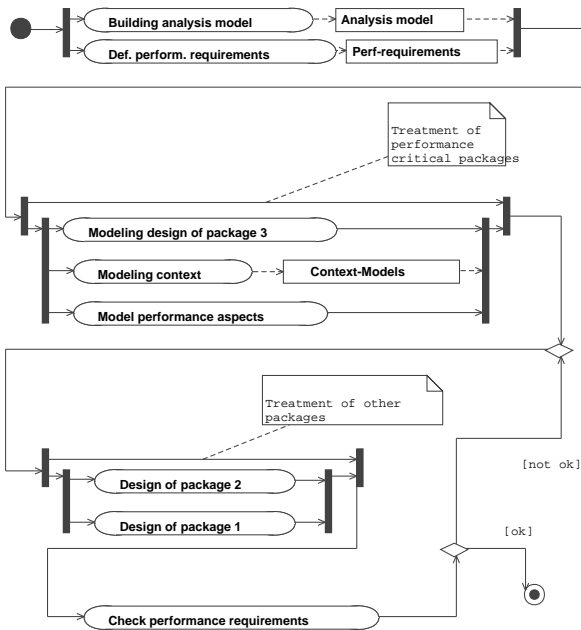 Building analysis model
Analysis model
Def. perform. requirements
Perf-requirements
Treatment of
performance
critical packages
Modeling design of package 3
Modeling context
Context-Models
Model performance aspects
Treatment of other
packages
[not ok]
Design of package 2
Design of package 1
[ok]
Check performance requirements